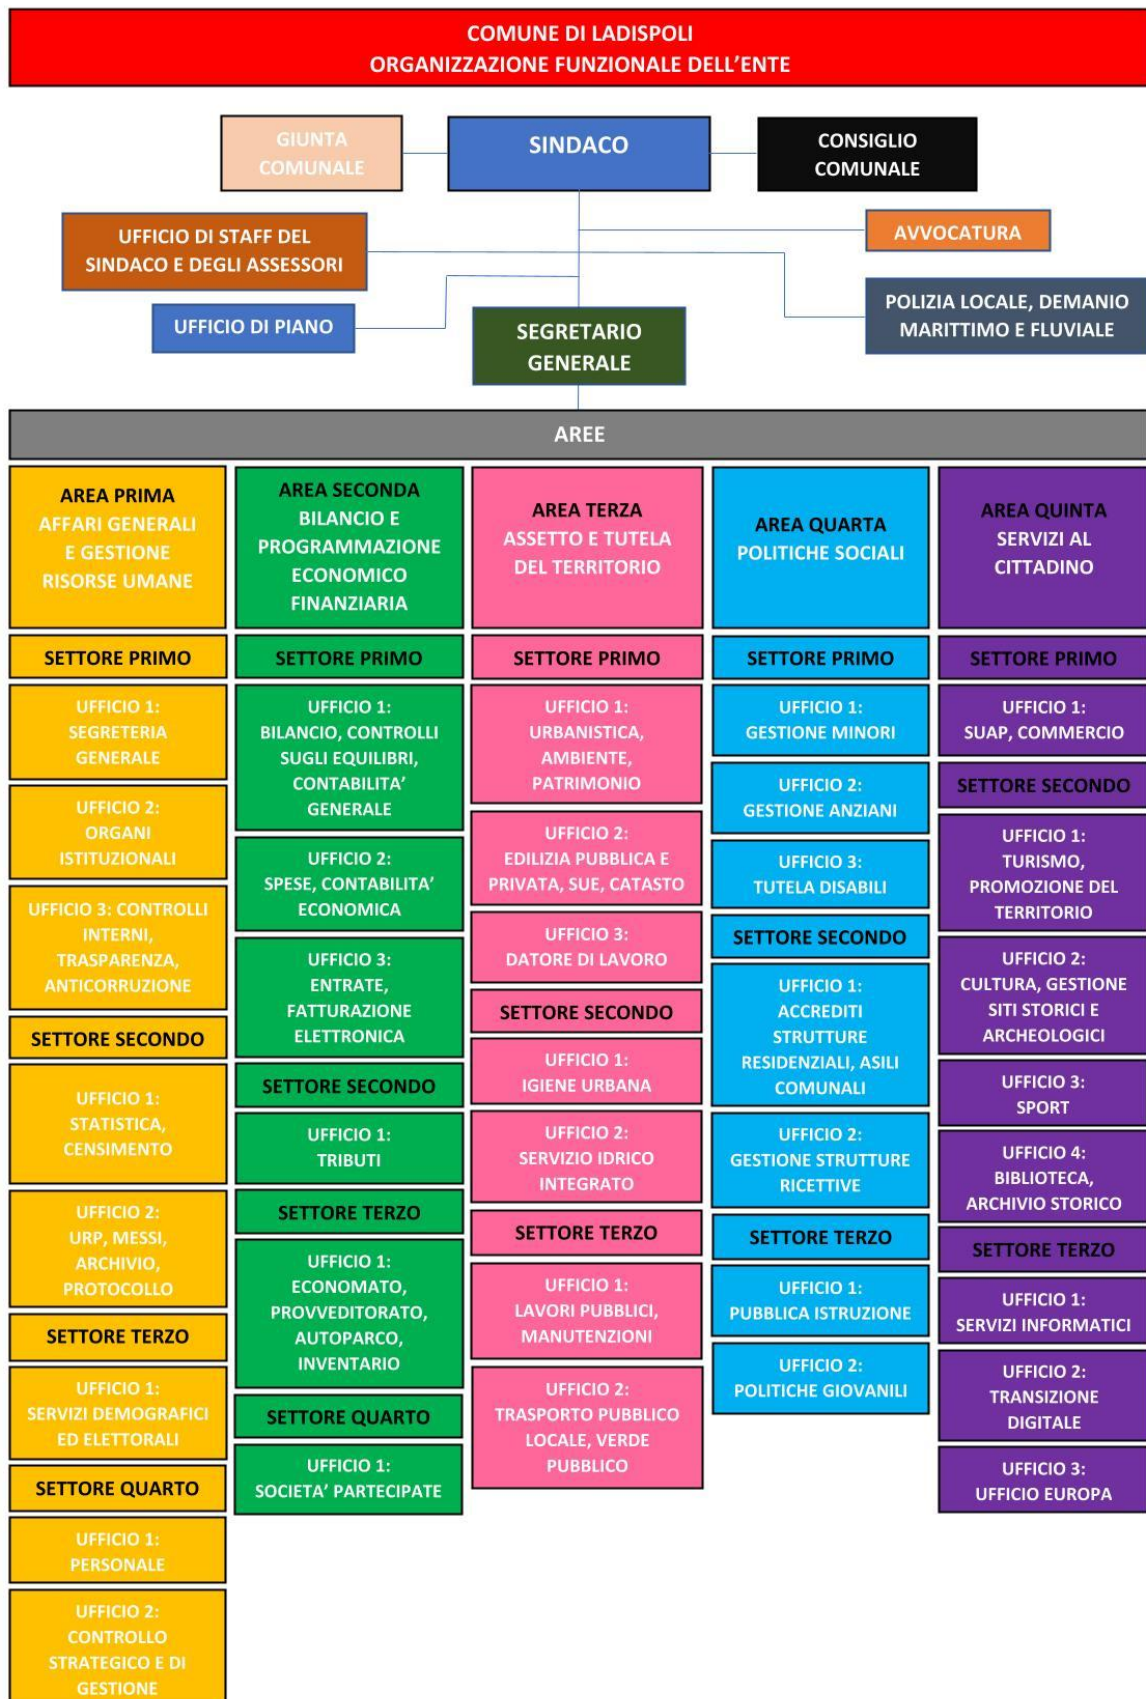 COMUNE DI LADISPOLI
ORGANIZZAZIONE FUNZIONALE DELL'ENTE
GIUNTA
COMUNALE
SINDACO
CONSIGLIO
COMUNALE
UFFICIO DI STAFF DEL
SINDACO E DEGLI ASSESSORI
AVVOCATURA
UFFICIO DI PIANO
SEGRETARIO
GENERALE
POLIZIA LOCALE, DEMANIO
MARITTIMO E FLUVIALE
AREE
AREA PRIMA
AFFARI GENERALI
E GESTIONE
RISORSE UMANE
SETTORE PRIMO
UFFICIO 1:
SEGRETERIA
GENERALE
UFFICIO 2:
ORGANI
ISTITUZIONALI
UFFICIO 3: CONTROLLI
INTERNI,
TRASPARENZA,
ANTICORRUZIONE
SETTORE SECONDO
UFFICIO 1:
STATISTICA,
CENSIMENTO
UFFICIO 2:
URP, MESSI,
ARCHIVIO,
PROTOCOLLO
SETTORE TERZO
UFFICIO 1:
SERVIZI DEMOGRAFICI
ED ELETTORALI
SETTORE QUARTO
UFFICIO 1:
PERSONALE
UFFICIO 2:
CONTROLLO
STRATEGICO E DI
GESTIONE
AREA SECONDA
BILANCIO E
PROGRAMMAZIONE
ECONOMICO
FINANZIARIA
SETTORE PRIMO
UFFICIO 1:
BILANCIO, CONTROLLI
SUGLI EQUILIBRI,
CONTABILITA'
GENERALE
UFFICIO 2:
SPESE, CONTABILITA'
ECONOMICA
UFFICIO 3:
ENTRATE,
FATTURAZIONE
ELETTRONICA
SETTORE SECONDO
UFFICIO 1:
TRIBUTI
SETTORE TERZO
UFFICIO 1:
ECONOMATO,
PROVVEDITORATO,
AUTOPARCO,
INVENTARIO
SETTORE QUARTO
UFFICIO 1:
SOCIETA' PARTECIPATE
AREA TERZA
ASSETTO E TUTELA
DEL TERRITORIO
SETTORE PRIMO
UFFICIO 1:
URBANISTICA,
AMBIENTE,
PATRIMONIO
UFFICIO 2:
EDILIZIA PUBBLICA E
PRIVATA, SUE, CATASTO
UFFICIO 3:
DATORE DI LAVORO
SETTORE SECONDO
UFFICIO 1:
IGIENE URBANA
UFFICIO 2:
SERVIZIO IDRICO
INTEGRATO
SETTORE TERZO
UFFICIO 1:
LAVORI PUBBLICI,
MANUTENZIONI
UFFICIO 2:
TRASPORTO PUBBLICO
LOCALE, VERDE
PUBBLICO
AREA QUARTA
POLITICHE SOCIALI
SETTORE PRIMO
UFFICIO 1:
GESTIONE MINORI
UFFICIO 2:
GESTIONE ANZIANI
UFFICIO 3:
TUTELA DISABILI
SETTORE SECONDO
UFFICIO 1:
ACCREDITI
STRUTTURE
RESIDENZIALI, ASILI
COMUNALI
UFFICIO 2:
GESTIONE STRUTTURE
RICETTIVE
SETTORE TERZO
UFFICIO 1:
PUBBLICA ISTRUZIONE
UFFICIO 2:
POLITICHE GIOVANILI
AREA QUINTA
SERVIZI AL
CITTADINO
SETTORE PRIMO
UFFICIO 1:
SUAP, COMMERCIO
SETTORE SECONDO
UFFICIO 1:
TURISMO,
PROMOZIONE DEL
TERRITORIO
UFFICIO 2:
CULTURA, GESTIONE
SITI STORICI E
ARCHEOLOGICI
UFFICIO 3:
SPORT
UFFICIO 4:
BIBLIOTECA,
ARCHIVIO STORICO
SETTORE TERZO
UFFICIO 1:
SERVIZI INFORMATICI
UFFICIO 2:
TRANSIZIONE
DIGITALE
UFFICIO 3:
UFFICIO EUROPA